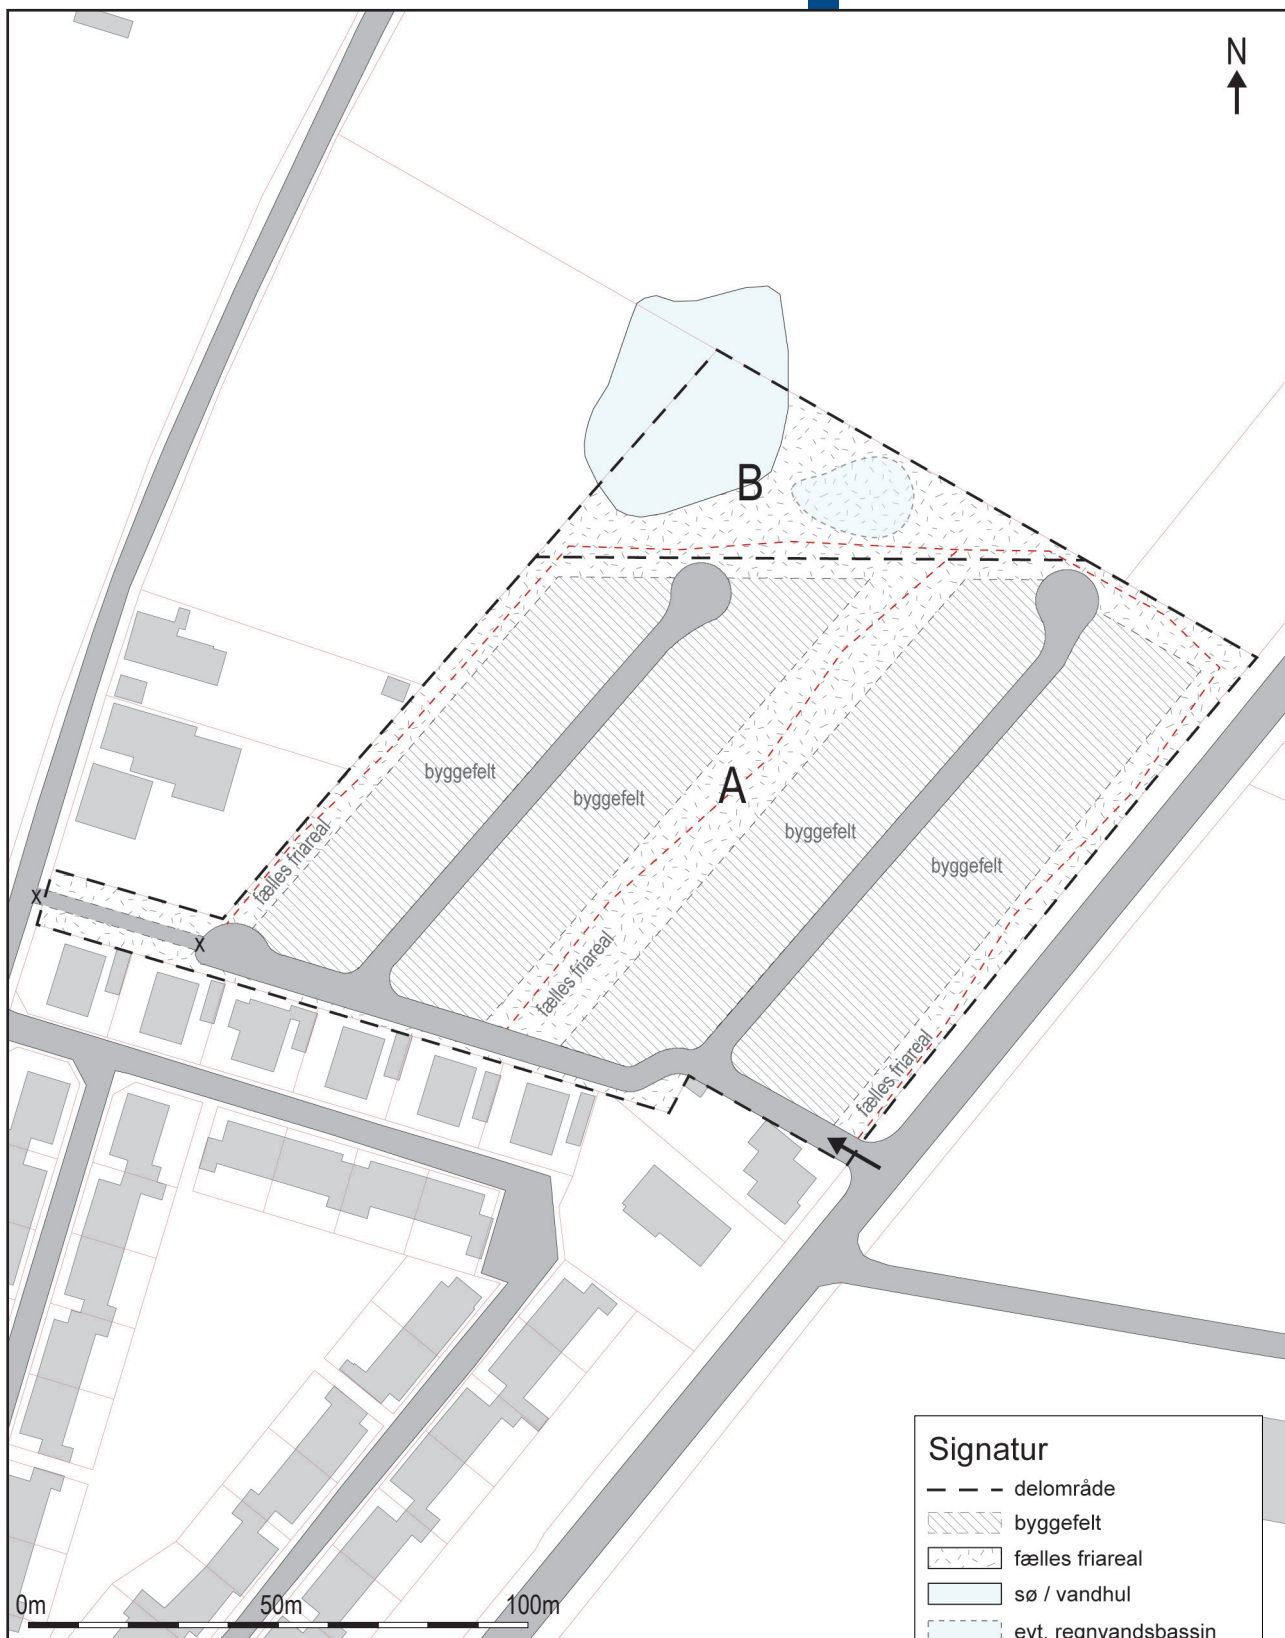 N
B
byggefelt
byggefelt
A
byggefelt
byggefelt
fælles friareal
X
X
fælles friareal
fælles friareal
Signatur
delområde
byggefelt
fælles friareal
sø / vandhul
evt. regnvandsbassin
0m 50m 100m